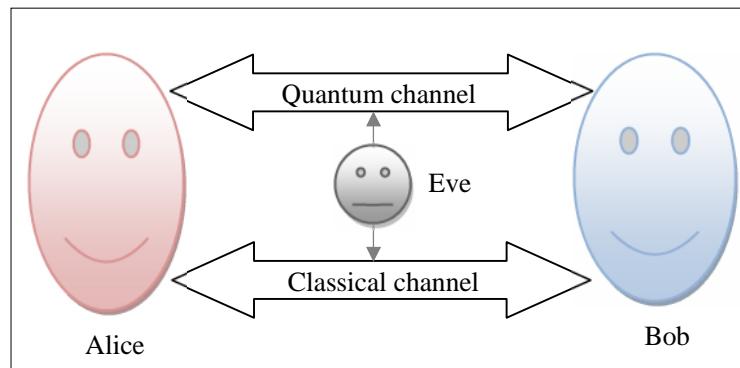 Quantum channel
Eve
Classical channel
Alice
Bob